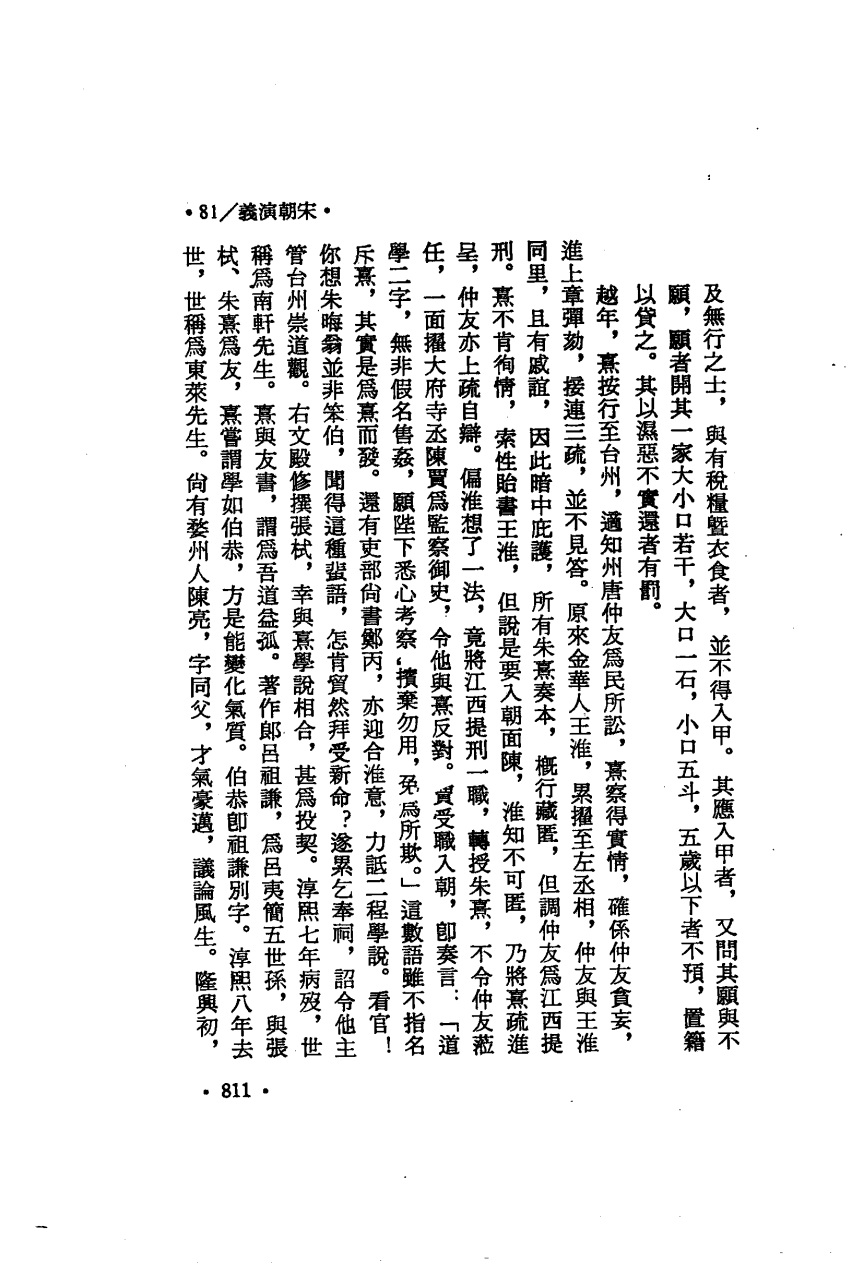 •81／義演朝宋•
及無行之士，與有稅糧曁衣食者，並不得入甲。其應入甲者，又問其願與不
願，願者開其一家大小口若干，大口一石，小口五斗，五歲以下者不預，置籍
以貸之。其以濕惡不實還者有罰。
越年，熹按行至台州，適知州唐仲友爲民所訟，熹察得實情，確係仲友貪妄，
進上章彈劾，接連三疏，並不見答。原來金華人王淮，累擢至左丞相，仲友與王淮
同里，且有戚誼，因此暗中庇護，所有朱熹奏本，概行藏匿，但調仲友爲江西提
刑。熹不肯徇情，索性貽書王淮，但說是要入朝面陳，淮知不可匿，乃將熹疏進
呈，仲友亦上疏自辯。偏淮想了一法，竟將江西提刑一職，轉授朱熹，不令仲友蒞
任，一面擢大府寺丞陳賈爲監察御史，令他與熹反對。賈受職入朝，卽奏言：「道
學二字，無非假名售姦，願陛下悉心考察，擯棄勿用，免爲所欺。」這數語雖不指名
斥熹，其實是爲熹而發。還有吏部尙書鄭丙，亦迎合淮意，力詆二程學說。看官！
你想朱晦翁並非笨伯，聞得這種蜚語，怎肯貿然拜受新命？遂累乞奉祠，詔令他主
管台州崇道觀。右文殿修撰張栻，幸與熹學說相合，甚爲投契。淳熙七年病歿，世
稱爲南軒先生。熹與友書，謂爲吾道益孤。著作郎呂祖謙，爲呂夷簡五世孫，與張
栻、朱熹爲友，熹嘗謂學如伯恭，方是能變化氣質。伯恭卽祖謙別字。淳熙八年去
世，世稱爲東萊先生。尙有婺州人陳亮，字同父，才氣豪邁，議論風生。隆興初，
•811•